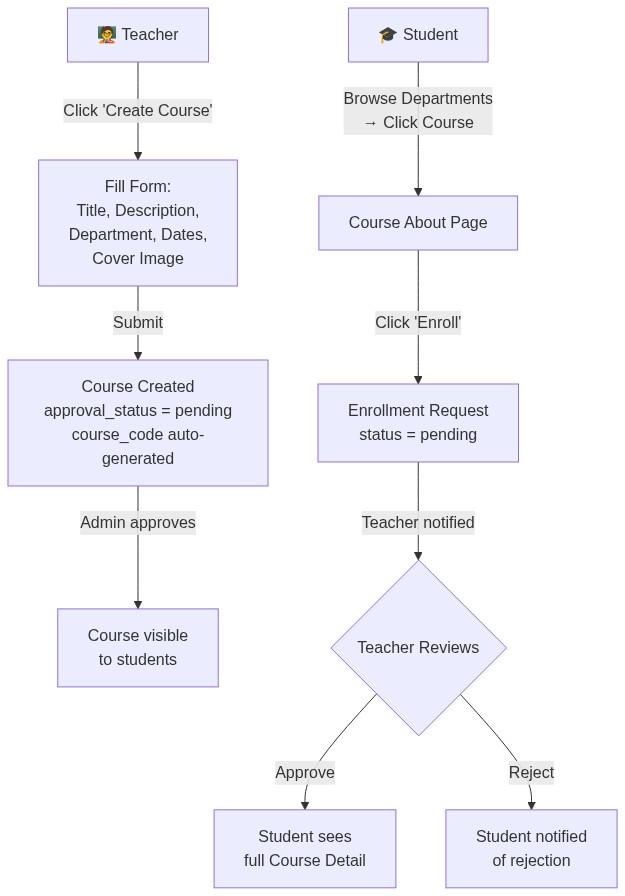 🧑‍🏫 Teacher
Click 'Create Course'
Fill Form:
Title, Description,
Department, Dates,
Cover Image
Submit
Course Created
approval_status = pending
course_code auto-
generated
Admin approves
Course visible
to students
🎓 Student
Browse Departments
→ Click Course
Course About Page
Click 'Enroll'
Enrollment Request
status = pending
Teacher notified
Teacher Reviews
Approve
Reject
Student sees
full Course Detail
Student notified
of rejection